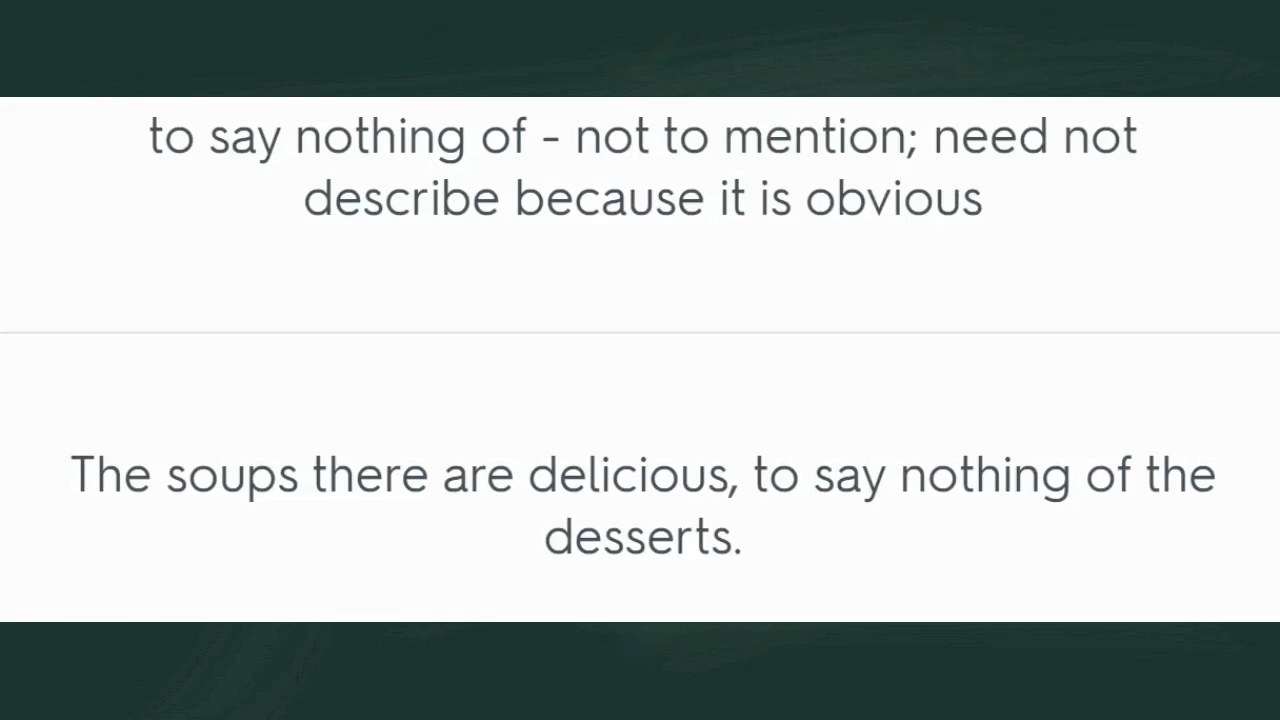 to say nothing of - not to mention; need not
describe because it is obvious
The soups there are delicious, to say nothing of the
desserts.